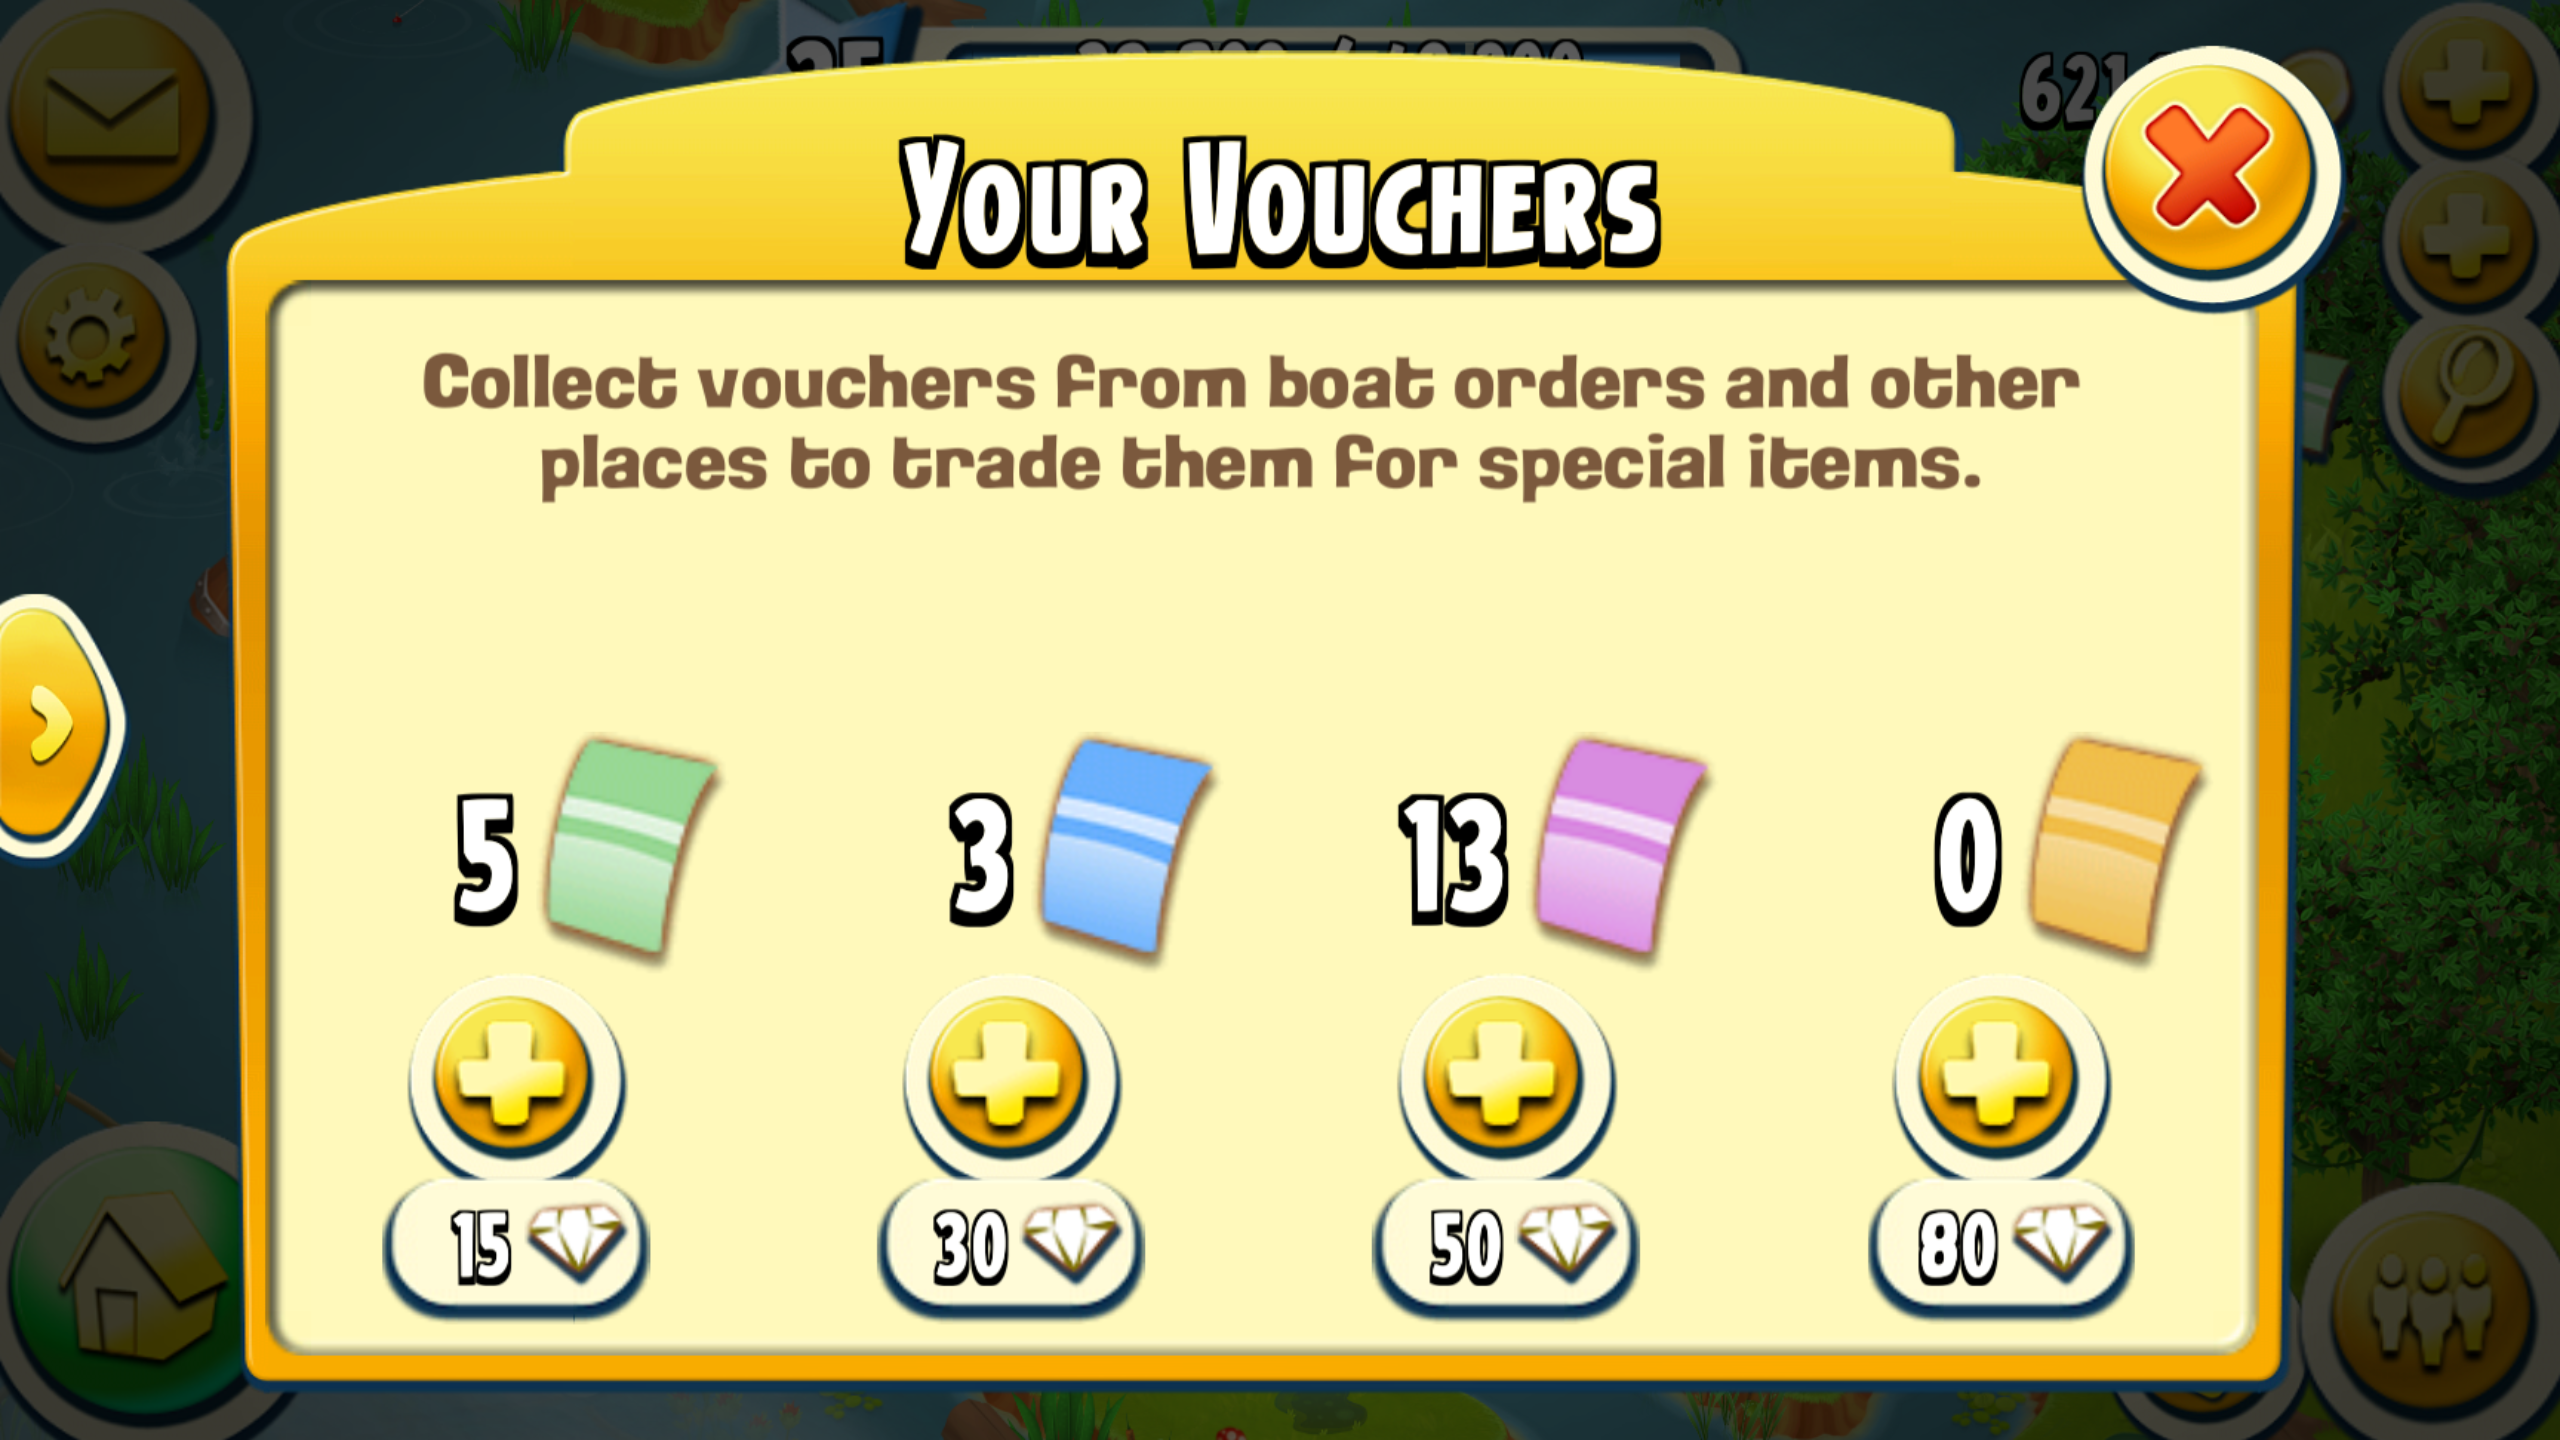 Your Vouchers
Collect vouchers from boat orders and other
places to trade them for special items.
5
3
13
0
15
30
50
80